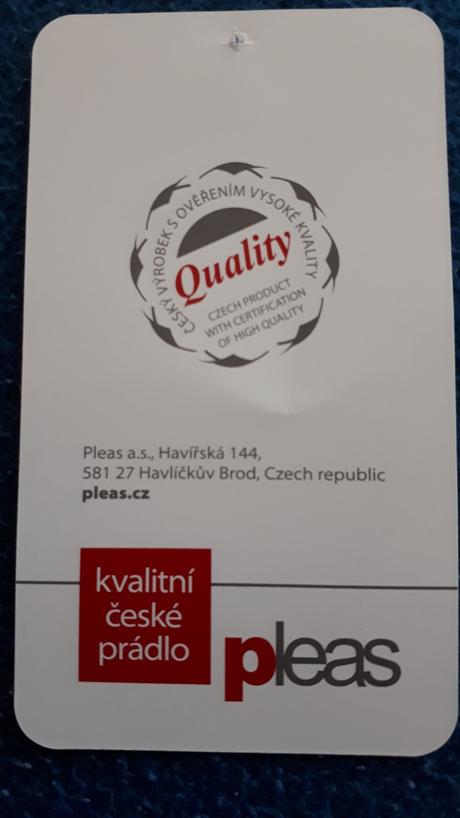 ČESKÝ VÝROBEK S OVĚŘENÍM VYSOKÉ KVALITY
Quality
CZECH PRODUCT
WITH CERTIFICATION
OF HIGH QUALITY
Pleas a.s., Havířská 144,
581 27 Havlíčkův Brod, Czech republic
pleas.cz
kvalitní
české
prádlo
pleas